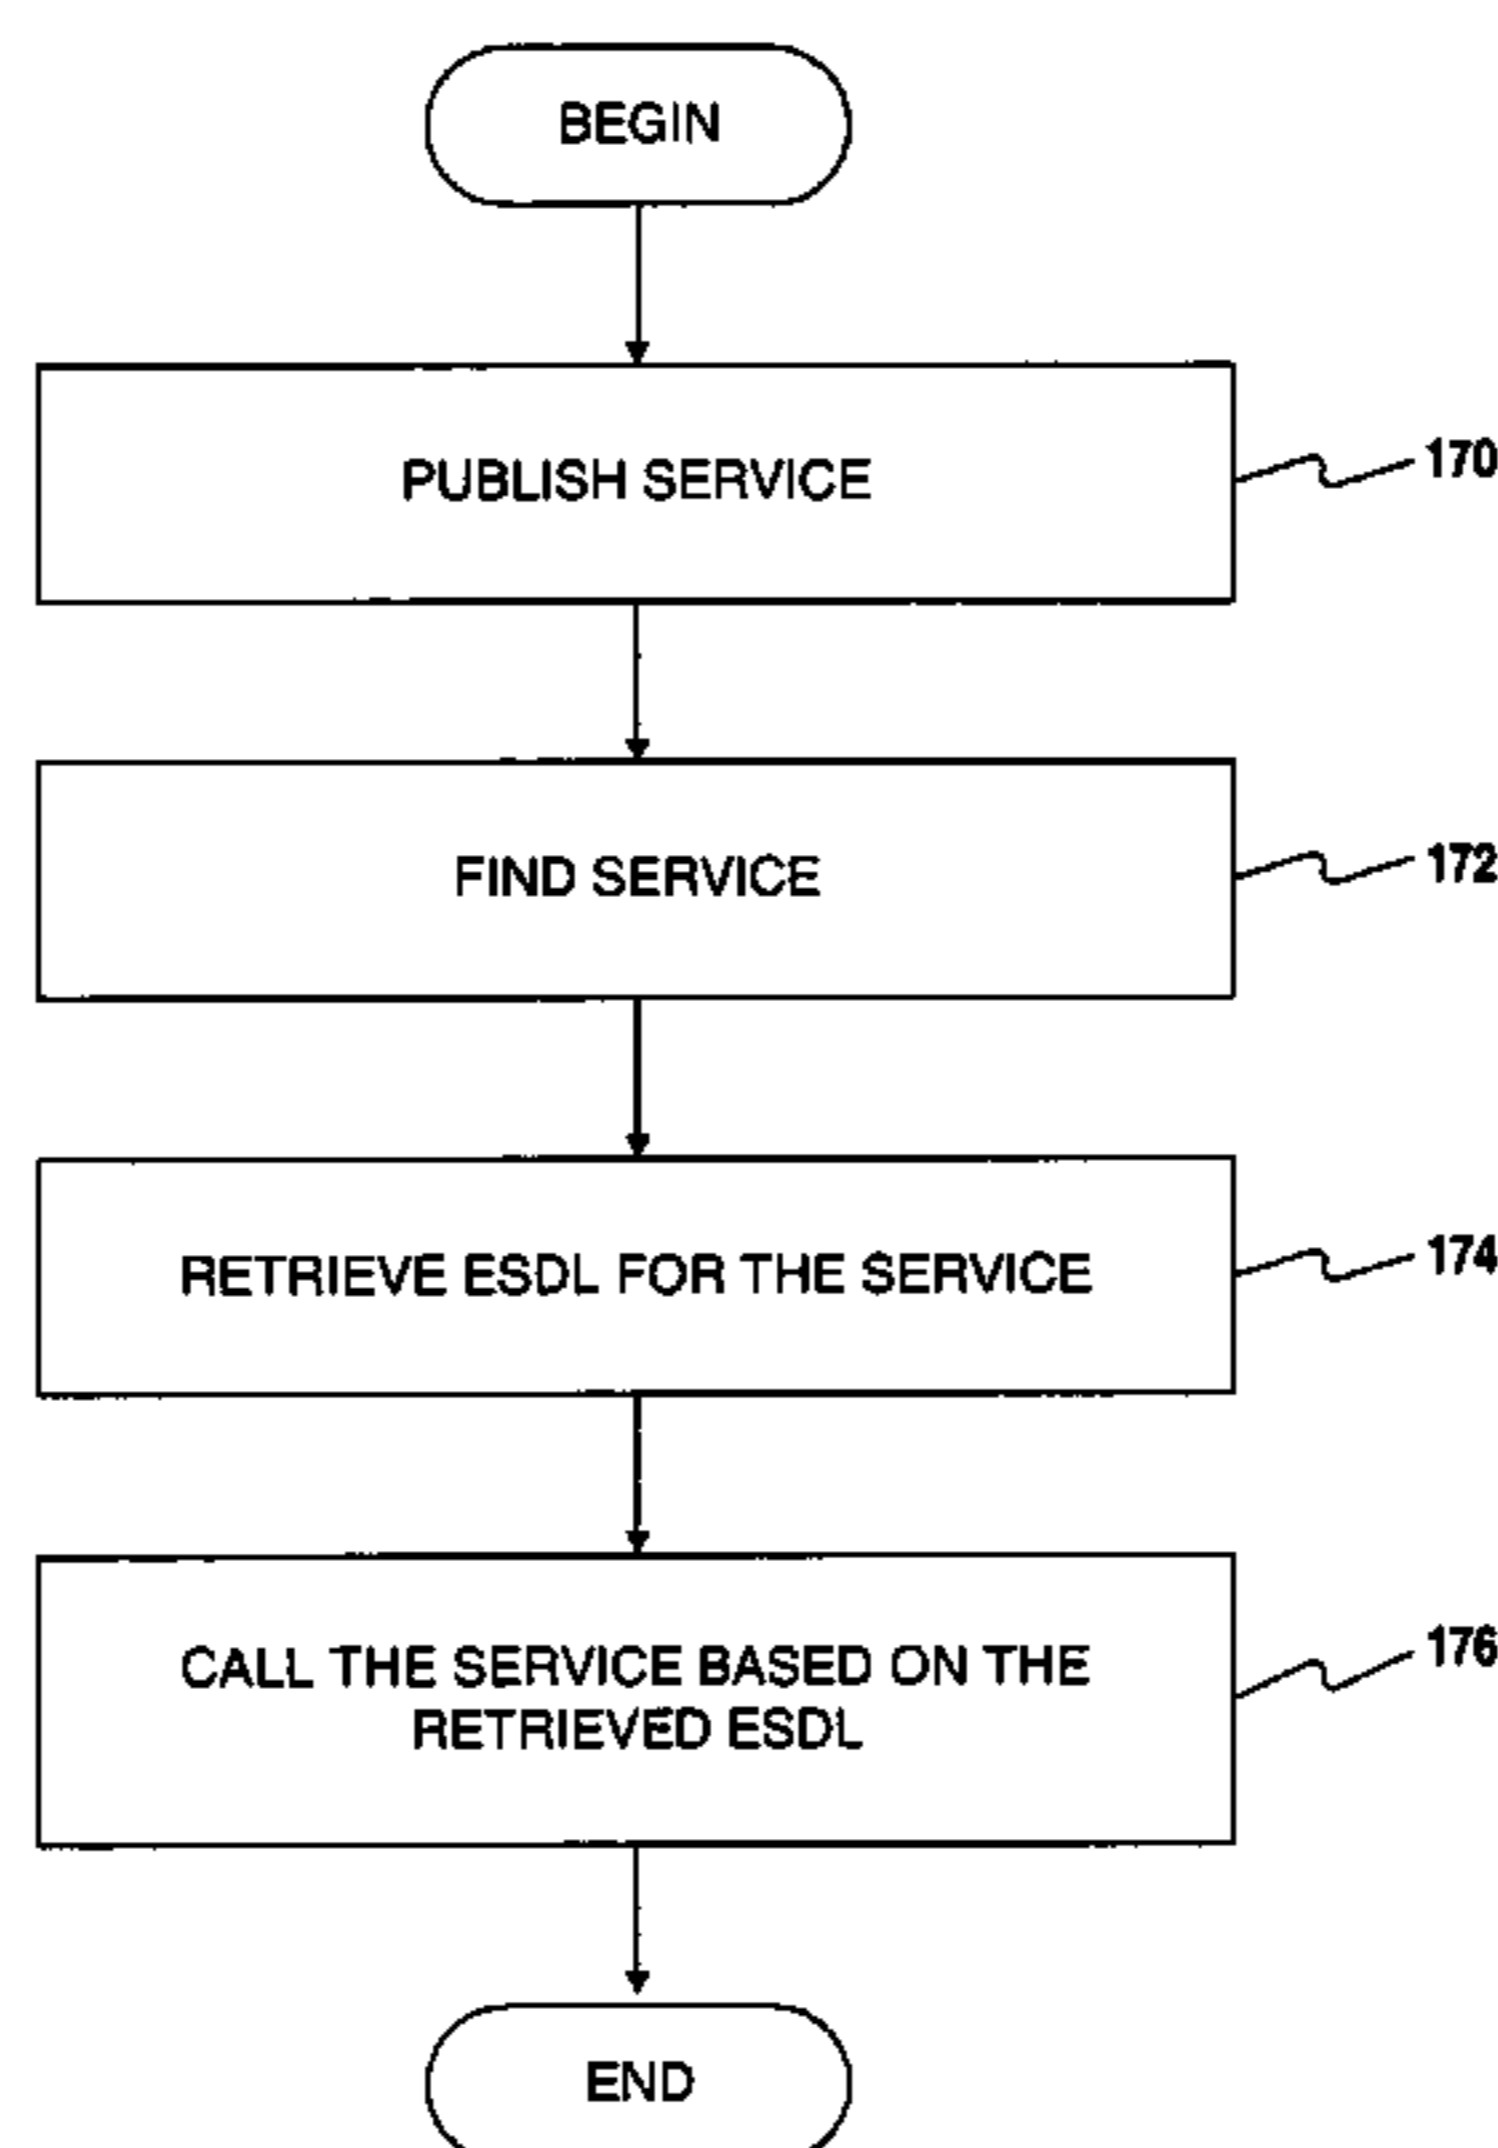 BEGIN
PUBLISH SERVICE
170
FIND SERVICE
172
RETRIEVE ESDL FOR THE SERVICE
174
CALL THE SERVICE BASED ON THE
RETRIEVED ESDL
176
END